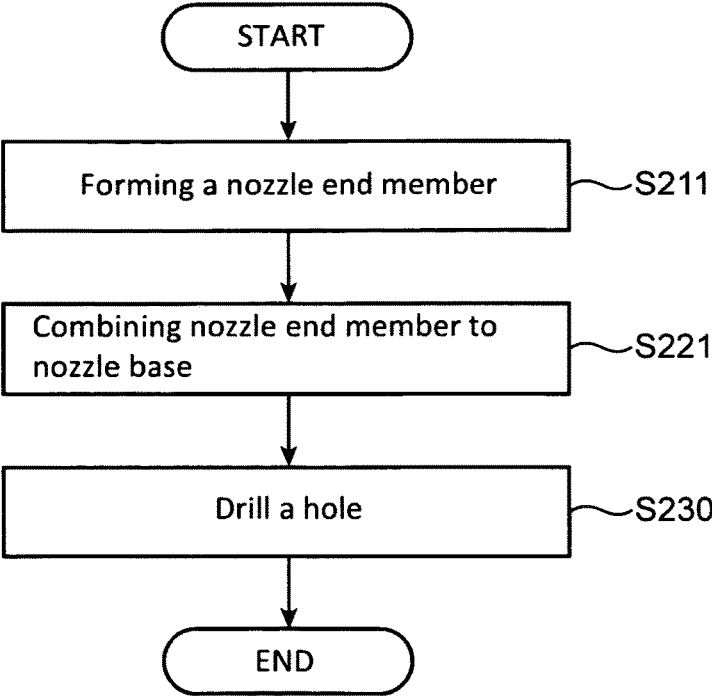 START
Forming a nozzle end member
S211
Combining nozzle end member to
nozzle base
S221
Drill a hole
S230
END